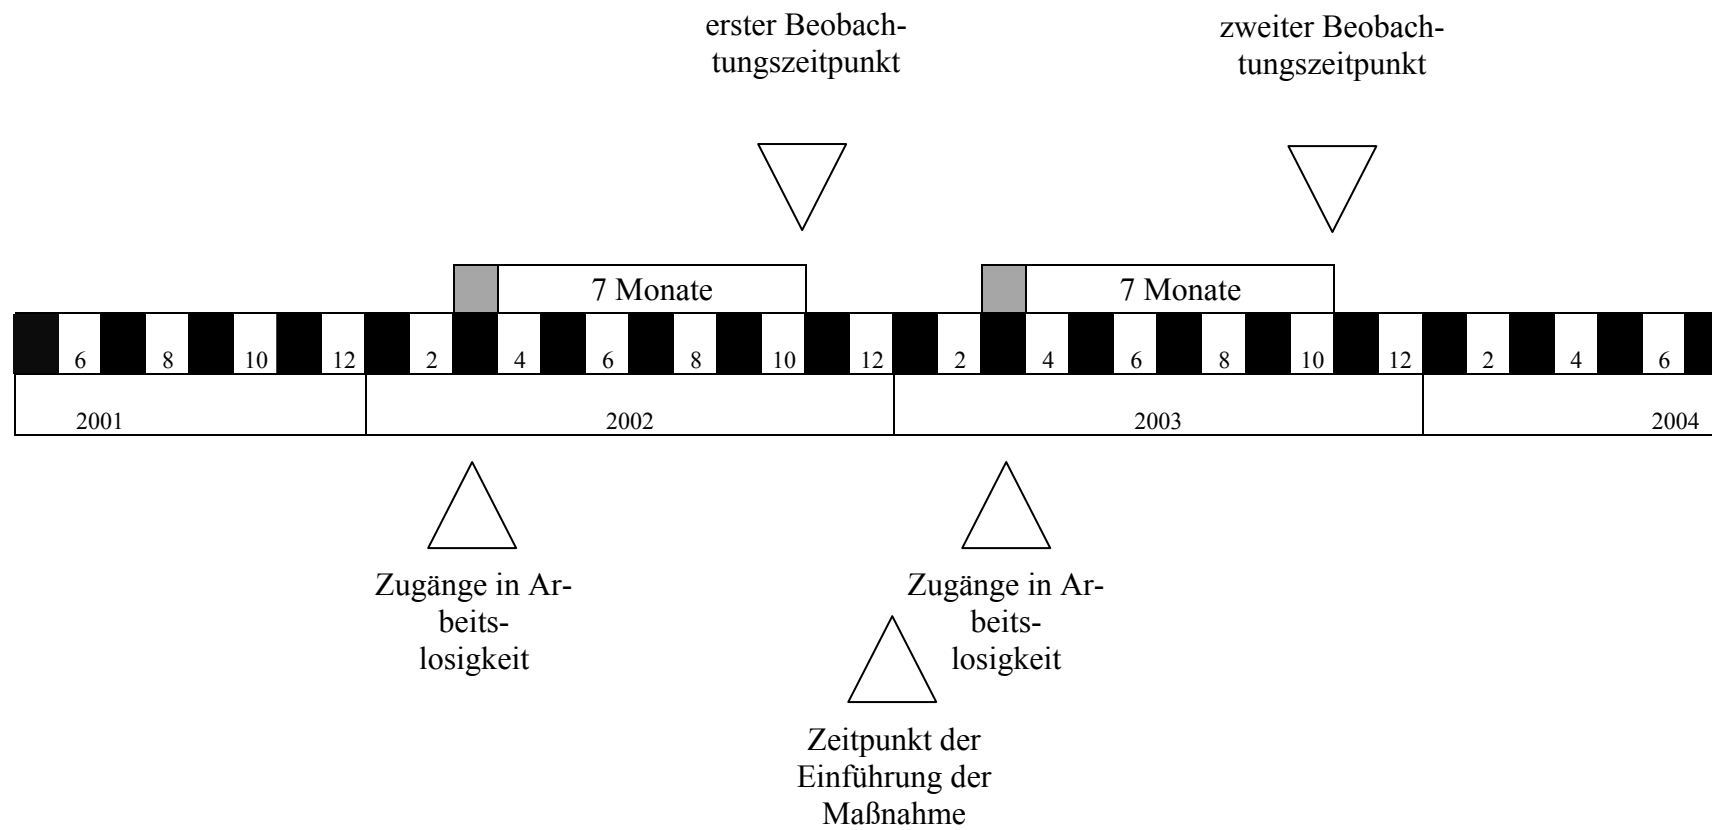 erster Beobach-
tungszeitpunkt
zweiter Beobach-
tungszeitpunkt
7 Monate
7 Monate
6 8 10 12 2 4 6 8 10 12 2 4 6 8 10 12 2 4 6
2001 2002 2003 2004
Zugänge in Ar-
beits-
losigkeit
Zugänge in Ar-
beits-
losigkeit
Zeitpunkt der
Einführung der
Maßnahme